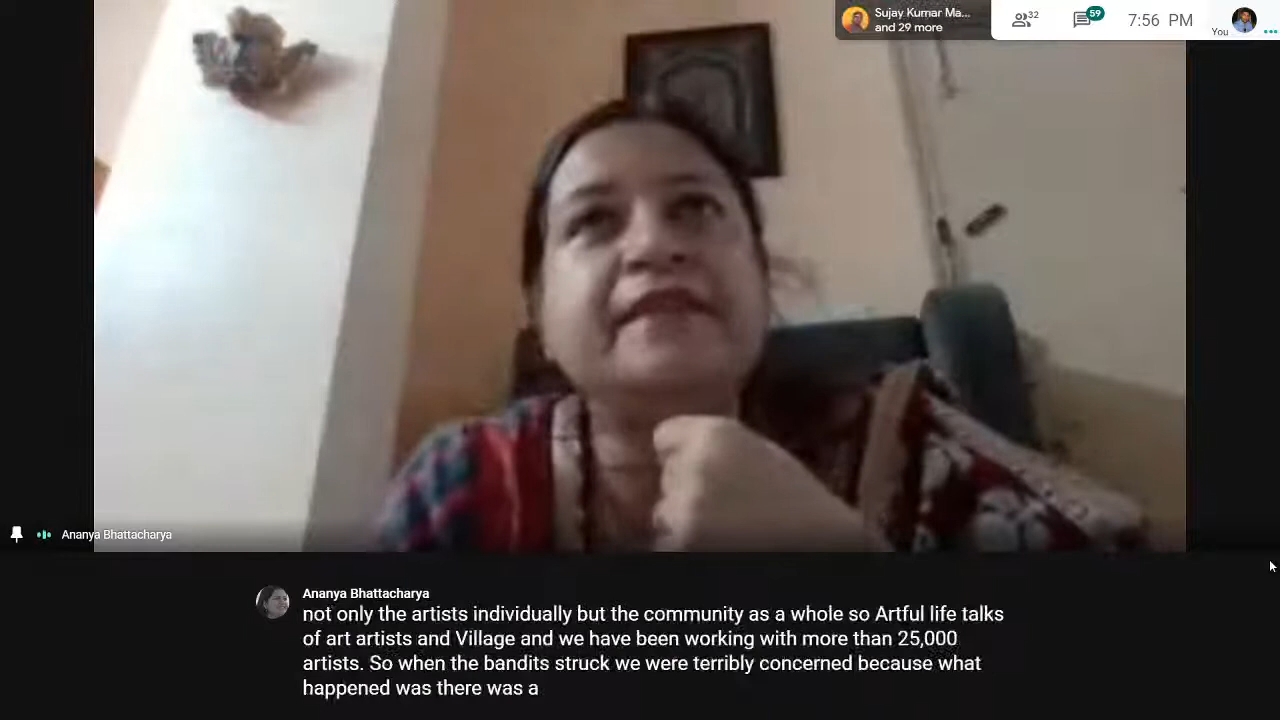 Sujay Kumar Ma...
and 29 more
32
59
7:56 PM
You
Ananya Bhattacharya
Ananya Bhattacharya
not only the artists individually but the community as a whole so Artful life talks
of art artists and Village and we have been working with more than 25,000
artists. So when the bandits struck we were terribly concerned because what
happened was there was a